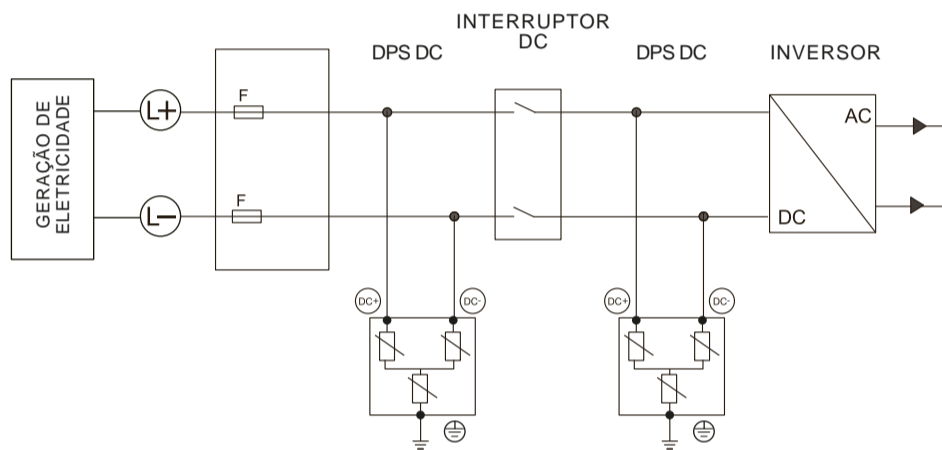 INTERRUPTOR
DC
DPS DC
DPS DC
INVERSOR
GERAÇÃO DE
ELETRICIDADE
L+
F
AC
L-
F
DC
DC+
DC-
DC+
DC-